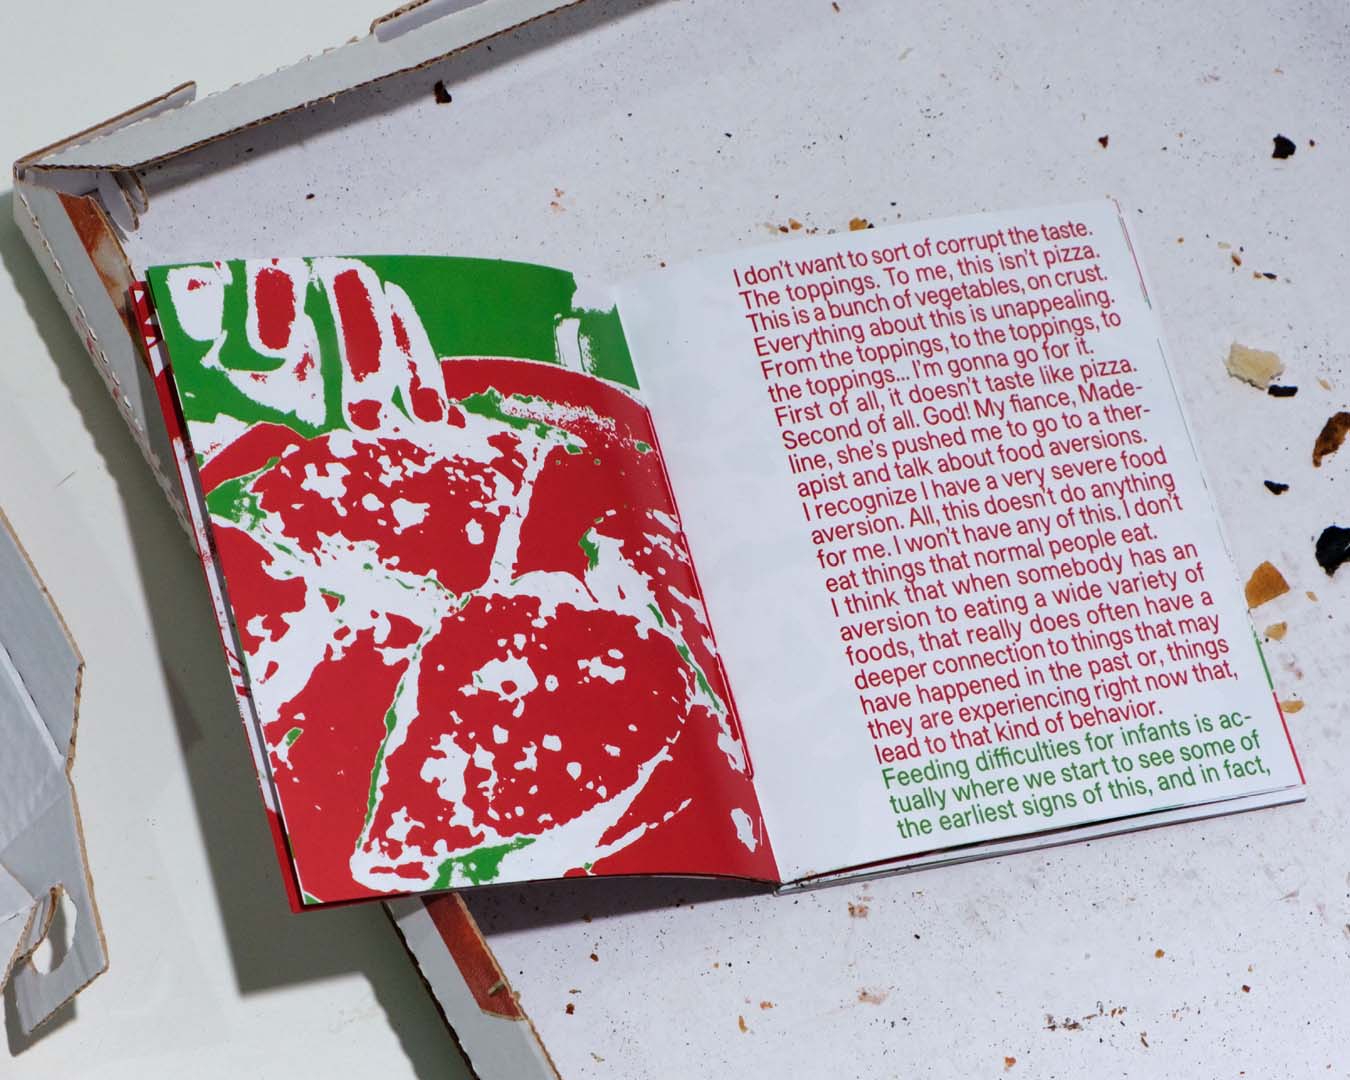 I don't want to sort of corrupt the taste.
The toppings. To me, this isn't pizza.
This is a bunch of vegetables, on crust.
Everything about this is unappealing.
From the toppings, to the toppings, to
the toppings... I'm gonna go for it.
First of all, it doesn't taste like pizza.
Second of all. God! My fiance, Made-
line, she's pushed me to go to a ther-
apist and talk about food aversions.
I recognize I have a very severe food
aversion. All, this doesn't do anything
for me. I won't have any of this. I don't
eat things that normal people eat.
I think that when somebody has an
aversion to eating a wide variety of
foods, that really does often have a
deeper connection to things that may
have happened in the past or, things
they are experiencing right now that,
lead to that kind of behavior.
Feeding difficulties for infants is ac-
tually where we start to see some of
the earliest signs of this, and in fact,